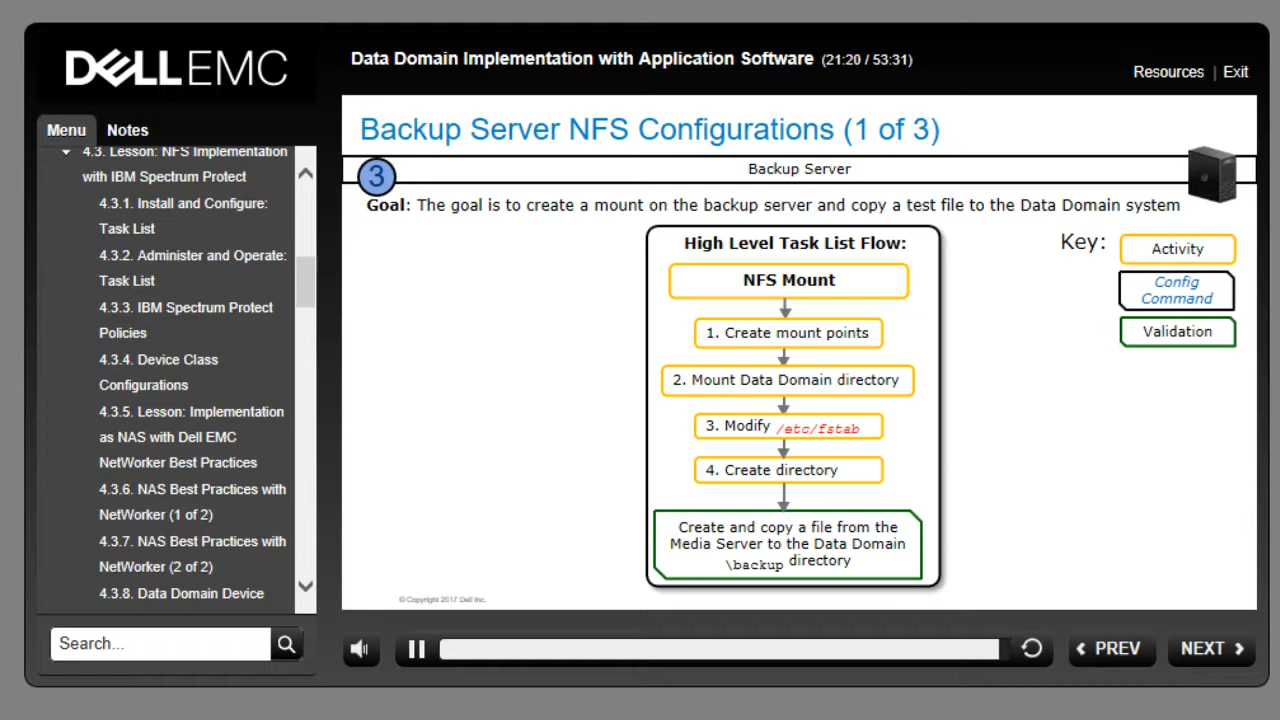 DELL EMC
Data Domain Implementation with Application Software (21:20 / 53:31)
Resources | Exit
Menu
Notes
4.3. Lesson: NFS Implementation
with IBM Spectrum Protect
4.3.1. Install and Configure:
Task List
4.3.2. Administer and Operate:
Task List
4.3.3. IBM Spectrum Protect
Policies
4.3.4. Device Class
Configurations
4.3.5. Lesson: Implementation
as NAS with Dell EMC
NetWorker Best Practices
4.3.6. NAS Best Practices with
NetWorker (1 of 2)
4.3.7. NAS Best Practices with
NetWorker (2 of 2)
4.3.8. Data Domain Device
Search...
Backup Server NFS Configurations (1 of 3)
3
Backup Server
Goal: The goal is to create a mount on the backup server and copy a test file to the Data Domain system
High Level Task List Flow:
NFS Mount
1. Create mount points
2. Mount Data Domain directory
3. Modify /etc/fstab
4. Create directory
Create and copy a file from the
Media Server to the Data Domain
\backup directory
Key:
Activity
Config
Command
Validation
© Copyright 2017 Dell Inc.
PREV
NEXT